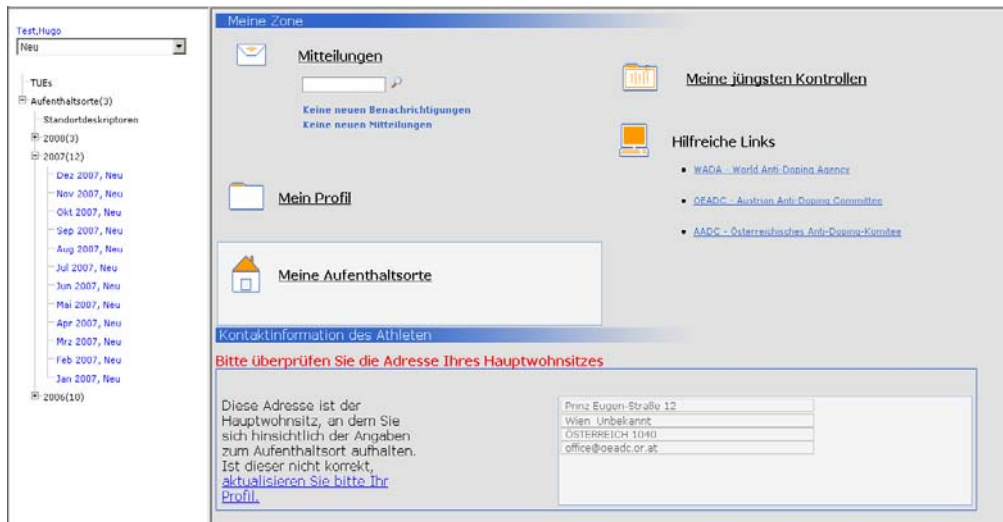 Test,Hugo
Neu
TUEs
Aufenthaltsorte(3)
Standortdeskriptoren
2008(3)
2007(12)
Dez 2007, Neu
Nov 2007, Neu
Okt 2007, Neu
Sep 2007, Neu
Aug 2007, Neu
Jul 2007, Neu
Jun 2007, Neu
Mai 2007, Neu
Apr 2007, Neu
Mrz 2007, Neu
Feb 2007, Neu
Jan 2007, Neu
2006(10)
Meine Zone
Mitteilungen
Keine neuen Benachrichtigungen
Keine neuen Mitteilungen
Mein Profil
Meine Aufenthaltsorte
Meine jüngsten Kontrollen
Hilfreiche Links
WADA - World Anti-Doping Agency
OEADC - Austrian Anti-Doping Committee
AADC - Österreichisches Anti-Doping-Komitee
Kontaktinformation des Athleten
Bitte überprüfen Sie die Adresse Ihres Hauptwohnsitzes
Diese Adresse ist der
Hauptwohnsitz, an dem Sie
sich hinsichtlich der Angaben
zum Aufenthaltsort aufhalten.
Ist dieser nicht korrekt,
aktualisieren Sie bitte Ihr
Profil.
Prinz Eugen-Straße 12
Wien Unbekannt
ÖSTERREICH 1040
office@oeadc.or.at